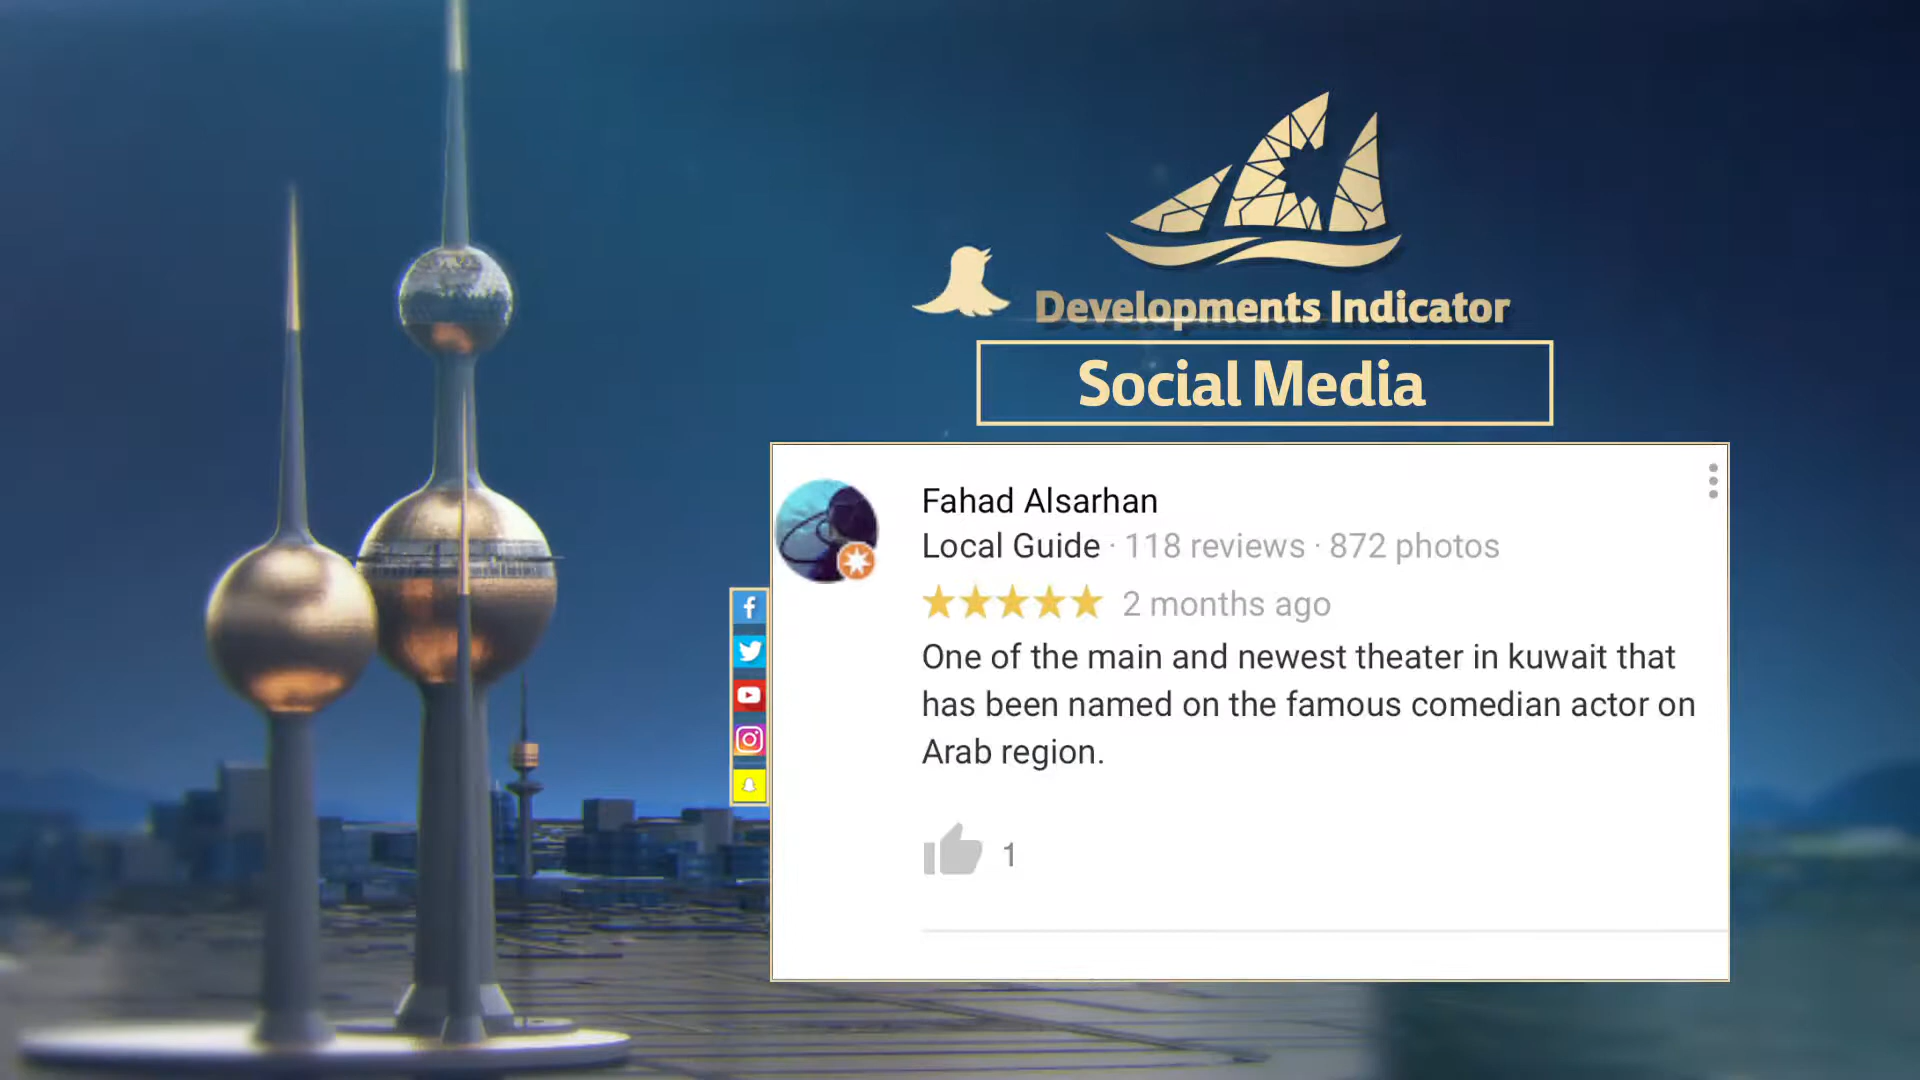 Developments Indicator
Social Media
Fahad Alsarhan
Local Guide · 118 reviews · 872 photos
2 months ago
One of the main and newest theater in kuwait that
has been named on the famous comedian actor on
Arab region.
1